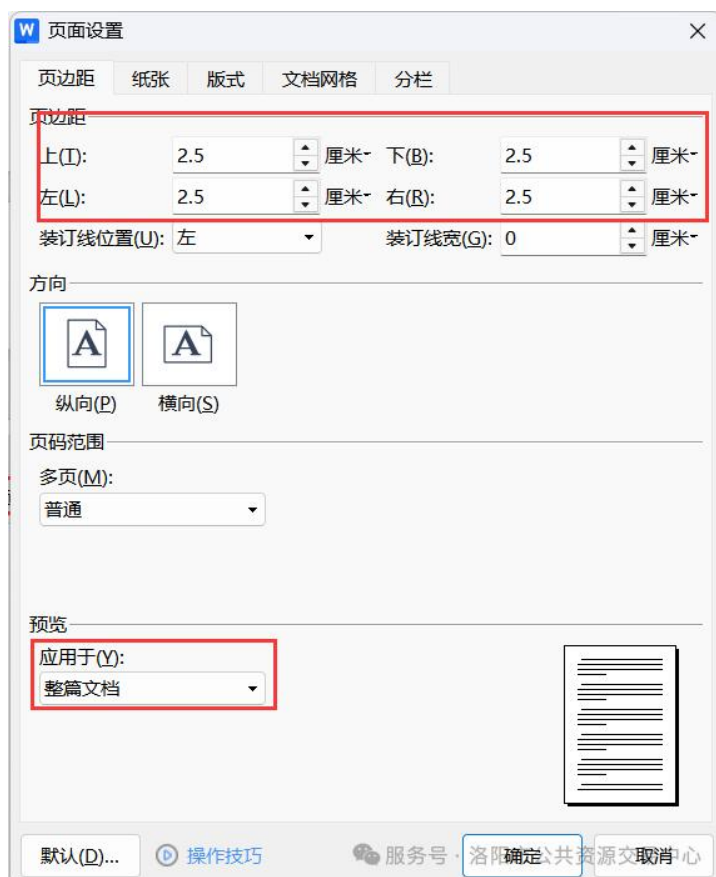 W 页面设置
页边距 纸张 版式 文档网格 分栏
页边距
上(T): 2.5 厘米 下(B): 2.5 厘米
左(L): 2.5 厘米 右(R): 2.5 厘米
装订线位置(U): 左 装订线宽(G): 0 厘米
方向
A A
纵向(P) 横向(S)
页码范围
多页(M):
普通
预览
应用于(Y):
整篇文档
默认(D)... 操作技巧 确定 取消
服务号 · 洛阳 公共资源交 中心